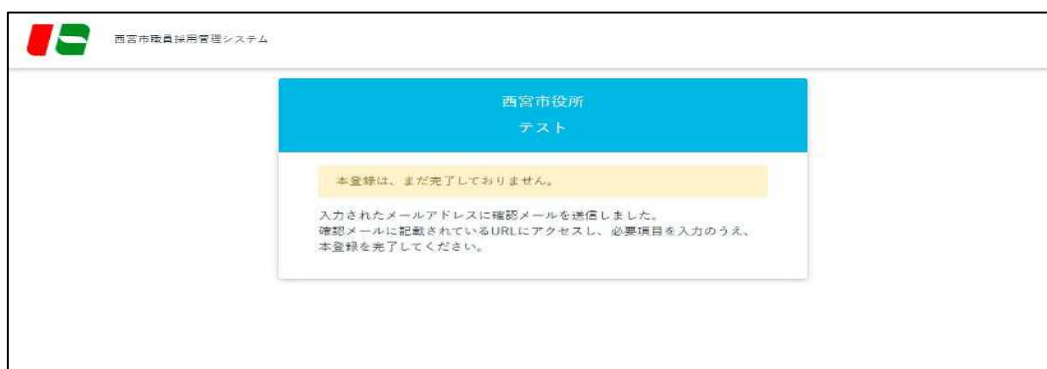 西宮市職員採用管理システム
西宮市役所
テスト
本登録は、まだ完了しておりません。
入力されたメールアドレスに確認メールを送信しました。
確認メールに記載されているURLにアクセスし、必要項目を入力のうえ、
本登録を完了してください。